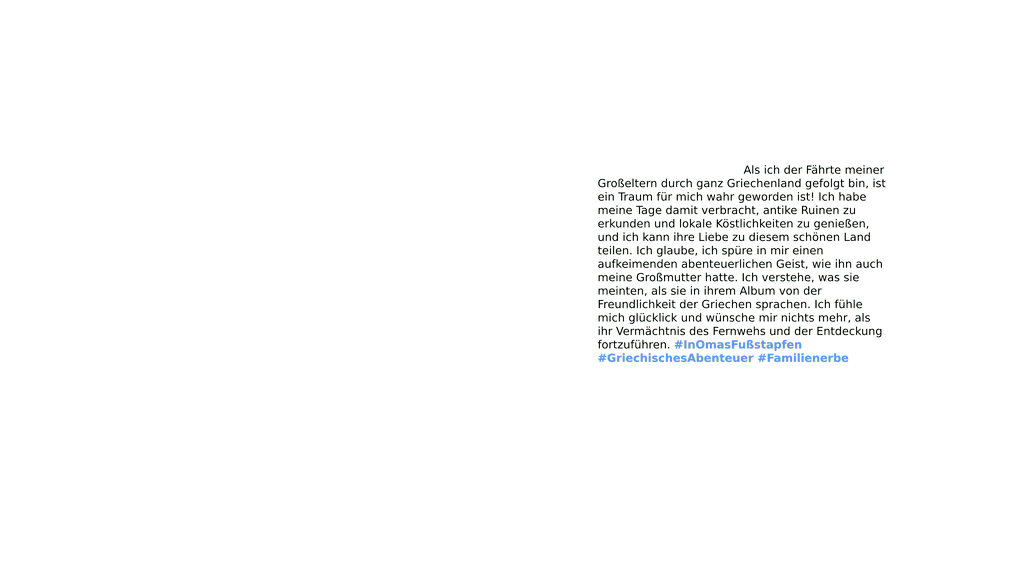 Als ich der Fährte meiner
Großeltern durch ganz Griechenland gefolgt bin, ist
ein Traum für mich wahr geworden ist! Ich habe
meine Tage damit verbracht, antike Ruinen zu
erkunden und lokale Köstlichkeiten zu genießen,
und ich kann ihre Liebe zu diesem schönen Land
teilen. Ich glaube, ich spüre in mir einen
aufkeimenden abenteuerlichen Geist, wie ihn auch
meine Großmutter hatte. Ich verstehe, was sie
meinten, als sie in ihrem Album von der
Freundlichkeit der Griechen sprachen. Ich fühle
mich glücklich und wünsche mir nichts mehr, als
ihr Vermächtnis des Fernwehs und der Entdeckung
fortzuführen. #InOmasFußstapfen
#GriechischesAbenteuer #Familienerbe